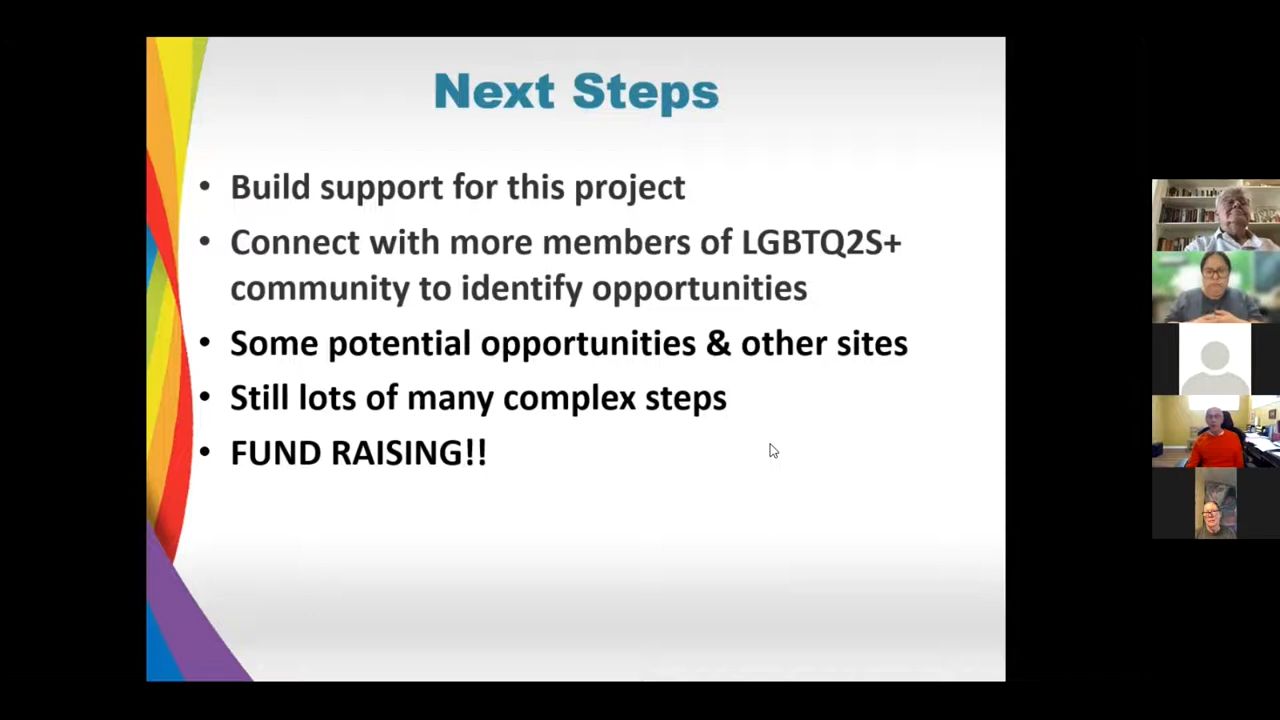 Next Steps
• Build support for this project
• Connect with more members of LGBTQ2S+
community to identify opportunities
• Some potential opportunities & other sites
• Still lots of many complex steps
• FUND RAISING!!